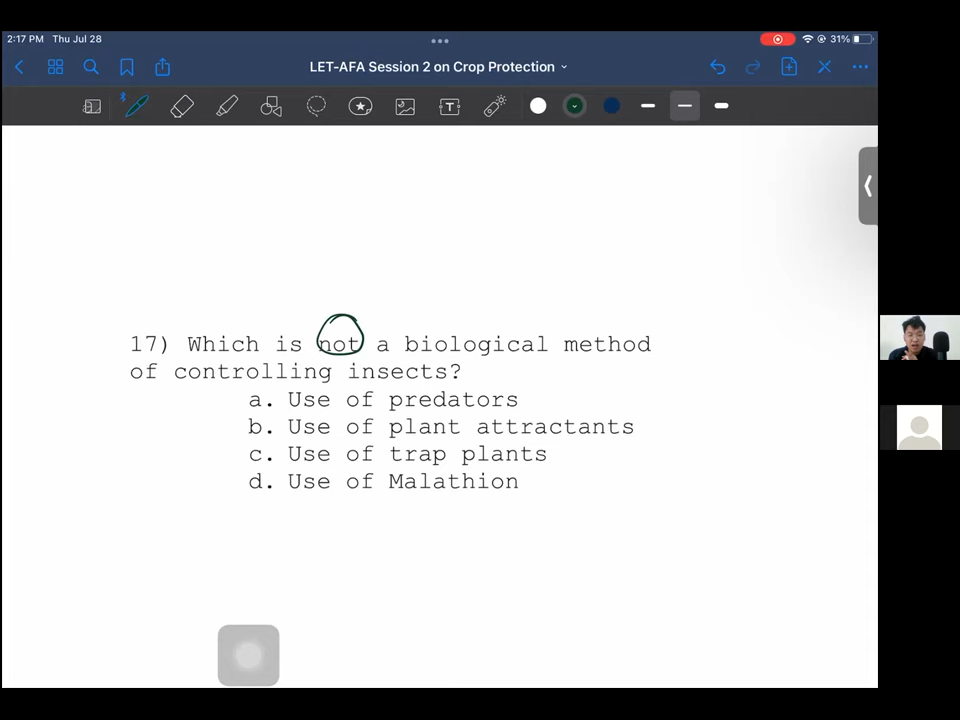 2:17 PM Thu Jul 28
31%
LET-AFA Session 2 on Crop Protection
T
17) Which is not a biological method
of controlling insects?
a. Use of predators
b. Use of plant attractants
c. Use of trap plants
d. Use of Malathion